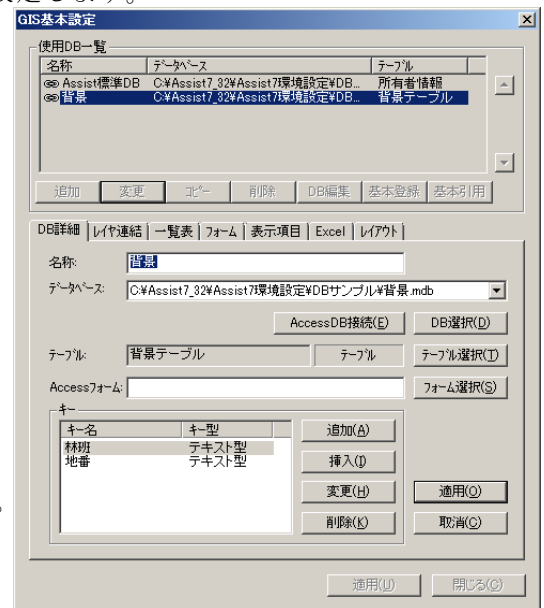 GIS基本設定
使用DB一覧
名称 ﾃﾞｰﾀﾍﾞｰｽ ﾃｰﾌﾞﾙ
Assist標準DB C:¥Assist7_32¥Assist7環境設定¥DB... 所有者情報
背景 C:¥Assist7_32¥Assist7環境設定¥DB... 背景テーブル
追加 変更 ｺﾋﾟｰ 削除 DB編集 基本登録 基本引用
DB詳細 ﾚｲﾔ連結 一覧表 ﾌｫｰﾑ 表示項目 Excel ﾚｲｱｳﾄ
名称: 背景
ﾃﾞｰﾀﾍﾞｰｽ: C:¥Assist7_32¥Assist7環境設定¥DBサンプル¥背景.mdb
AccessDB接続(E) DB選択(D)
ﾃｰﾌﾞﾙ: 背景テーブル ﾃｰﾌﾞﾙ ﾃｰﾌﾞﾙ選択(T)
Accessﾌｫｰﾑ: ﾌｫｰﾑ選択(S)
ｷｰ
キー名 キー型 追加(A)
林班 テキスト型
地番 テキスト型 挿入(I)
変更(H) 適用(O)
削除(K) 取消(C)
適用(U) 閉じる(C)